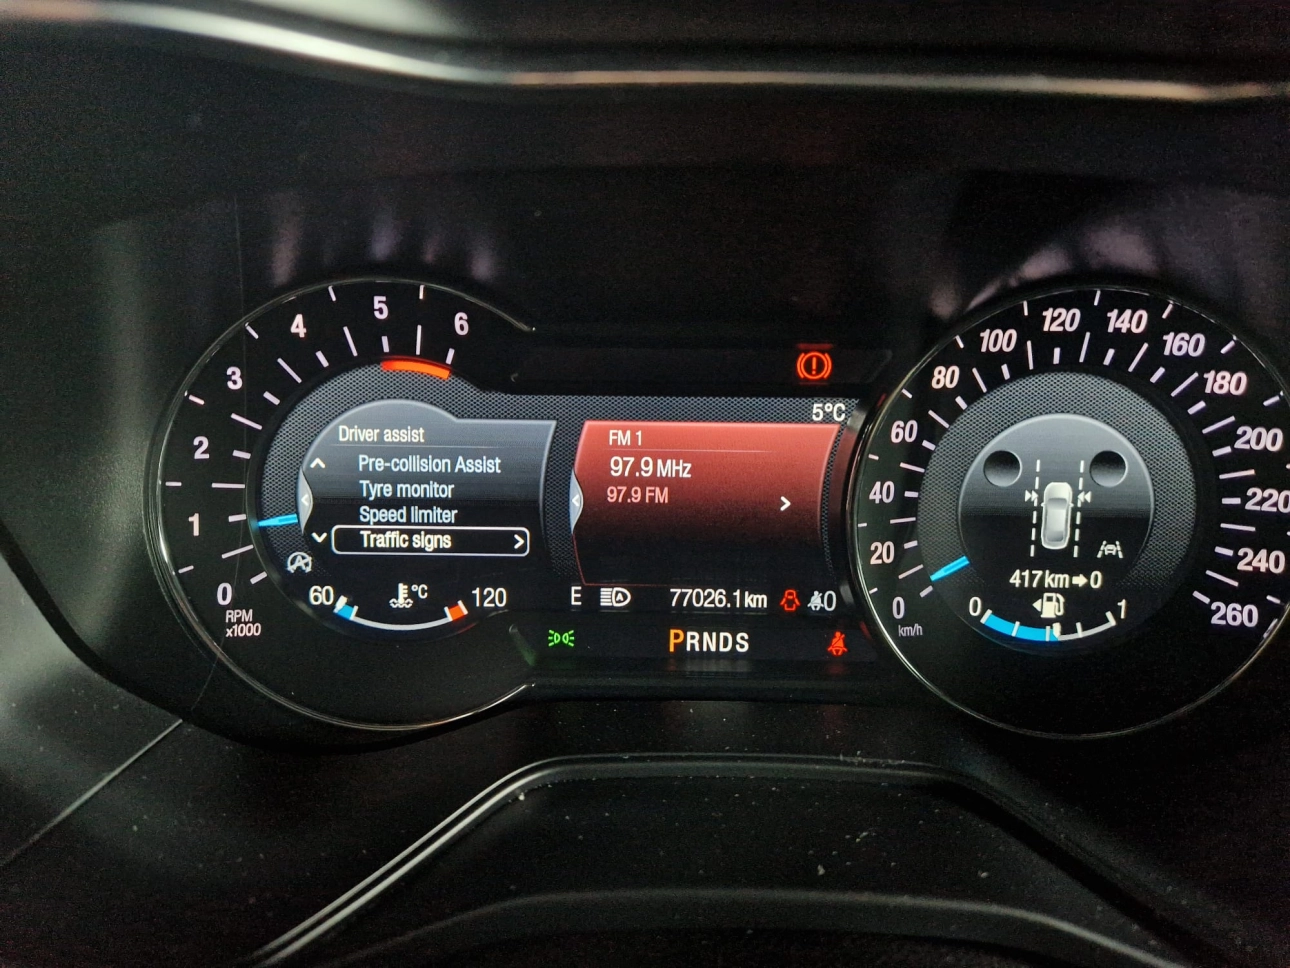 0
1
2
3
4
5
6
RPM
x1000
Driver assist
Pre-collision Assist
Tyre monitor
Speed limiter
Traffic signs
60
°C
120
5°C
FM 1
97.9 MHz
97.9 FM
E
77026.1 km
0
PRNDS
0
20
40
60
80
100
120
140
160
180
200
220
240
260
km/h
417 km 0
0
1